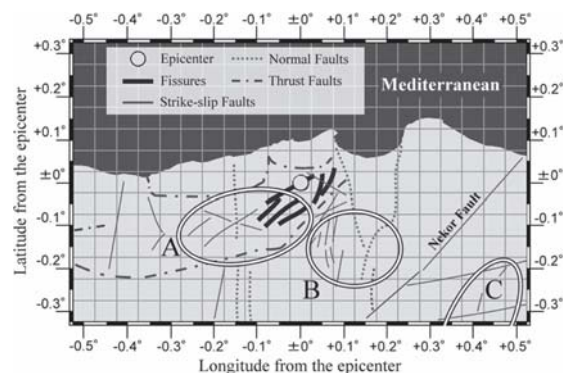 -0.5° -0.4° -0.3° -0.2° -0.1° ±0° 0.1° 0.2° 0.3° 0.4° 0.5°
+0.3° +0.3°
Epicenter Normal Faults
Fissures Thrust Faults
Strike-slip Faults
Mediterranean
+0.2° +0.2°
+0.1° +0.1°
±0° ±0°
-0.1° -0.1°
-0.2° -0.2°
-0.3° -0.3°
Latitude from the epicenter
Nekor Fault
A
B
C
-0.5° -0.4° -0.3° -0.2° -0.1° ±0° 0.1° 0.2° 0.3° 0.4° 0.5°
Longitude from the epicenter